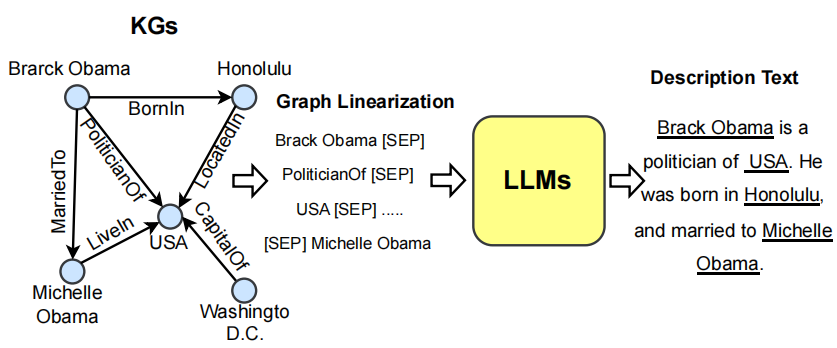 KGs
Brarck Obama
Honolulu
BornIn
PoliticianOf
LocatedIn
MarriedTo
LiveIn
USA
CapitalOf
Michelle
Obama
Washingto
D.C.
Graph Linearization
Brack Obama [SEP]
PoliticianOf [SEP]
USA [SEP] .....
[SEP] Michelle Obama
LLMs
Description Text
Brack Obama is a
politician of USA. He
was born in Honolulu,
and married to Michelle
Obama.